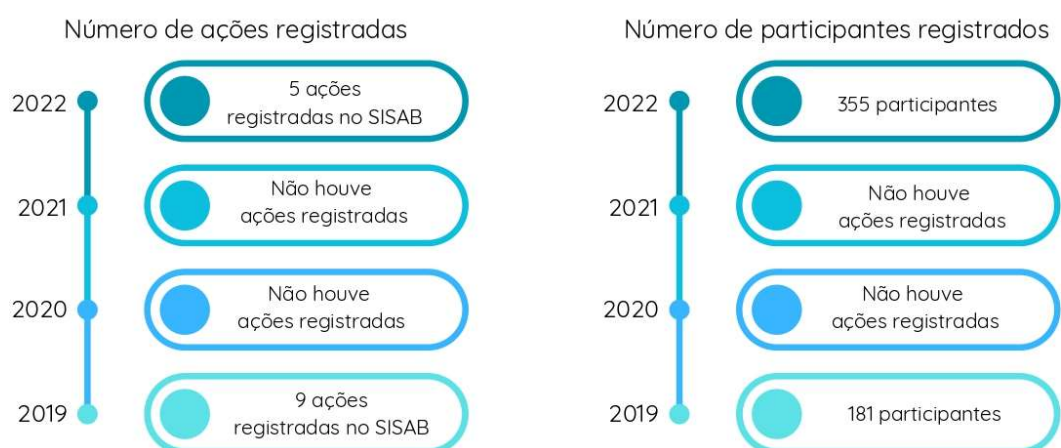 Número de ações registradas
2022
5 ações
registradas no SISAB
2021
Não houve
ações registradas
2020
Não houve
ações registradas
2019
9 ações
registradas no SISAB
Número de participantes registrados
2022
355 participantes
2021
Não houve
ações registradas
2020
Não houve
ações registradas
2019
181 participantes